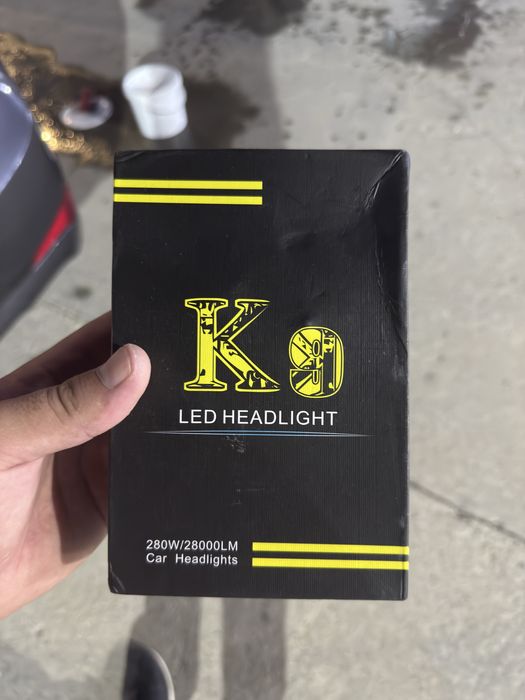 K9
LED HEADLIGHT
280W/28000LM
Car Headlights